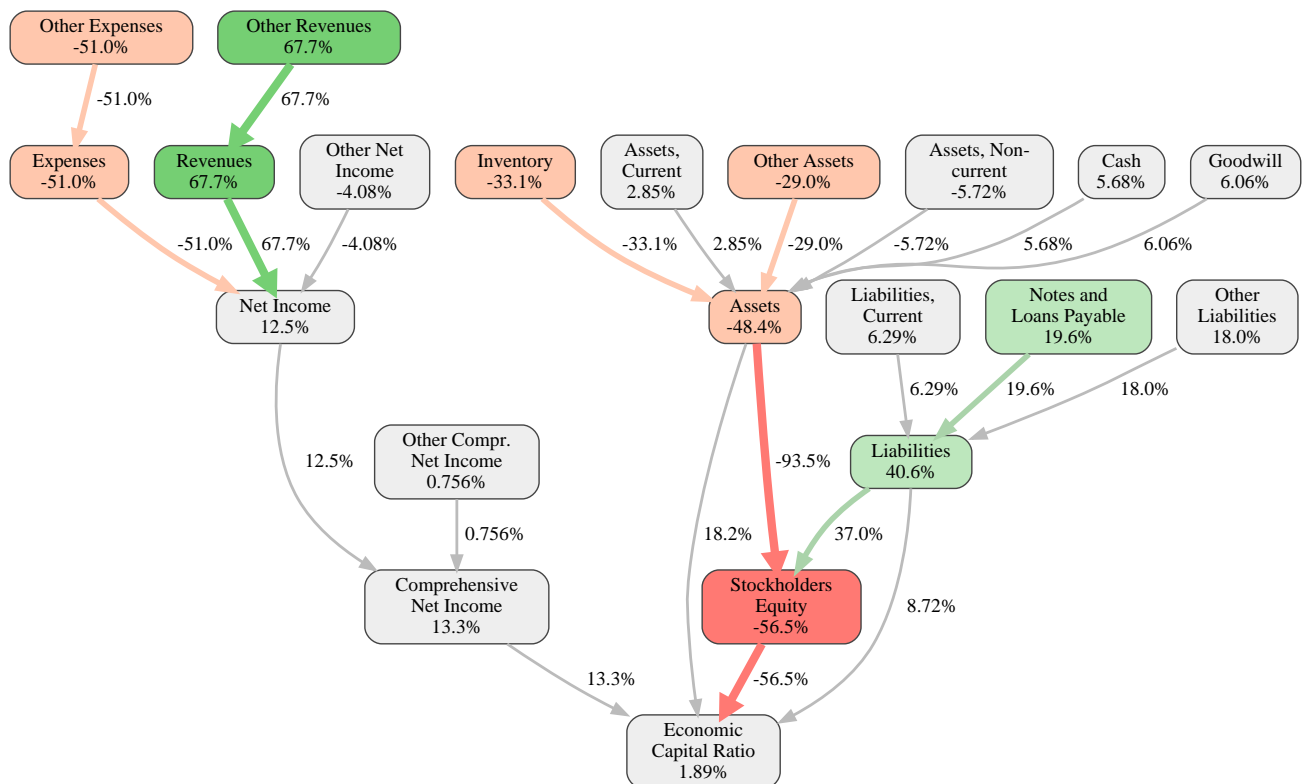 Other Expenses
-51.0%
Other Revenues
67.7%
-51.0%
67.7%
Expenses
-51.0%
Revenues
67.7%
Other Net
Income
-4.08%
Inventory
-33.1%
Assets,
Current
2.85%
Other Assets
-29.0%
Assets, Non-
current
-5.72%
Cash
5.68%
Goodwill
6.06%
-51.0%
67.7%
-4.08%
-33.1%
2.85%
-29.0%
-5.72%
5.68%
6.06%
Net Income
12.5%
Assets
-48.4%
Liabilities,
Current
6.29%
Notes and
Loans Payable
19.6%
Other
Liabilities
18.0%
6.29%
19.6%
18.0%
12.5%
Other Compr.
Net Income
0.756%
-93.5%
Liabilities
40.6%
0.756%
18.2%
37.0%
Comprehensive
Net Income
13.3%
Stockholders
Equity
-56.5%
8.72%
13.3%
-56.5%
Economic
Capital Ratio
1.89%